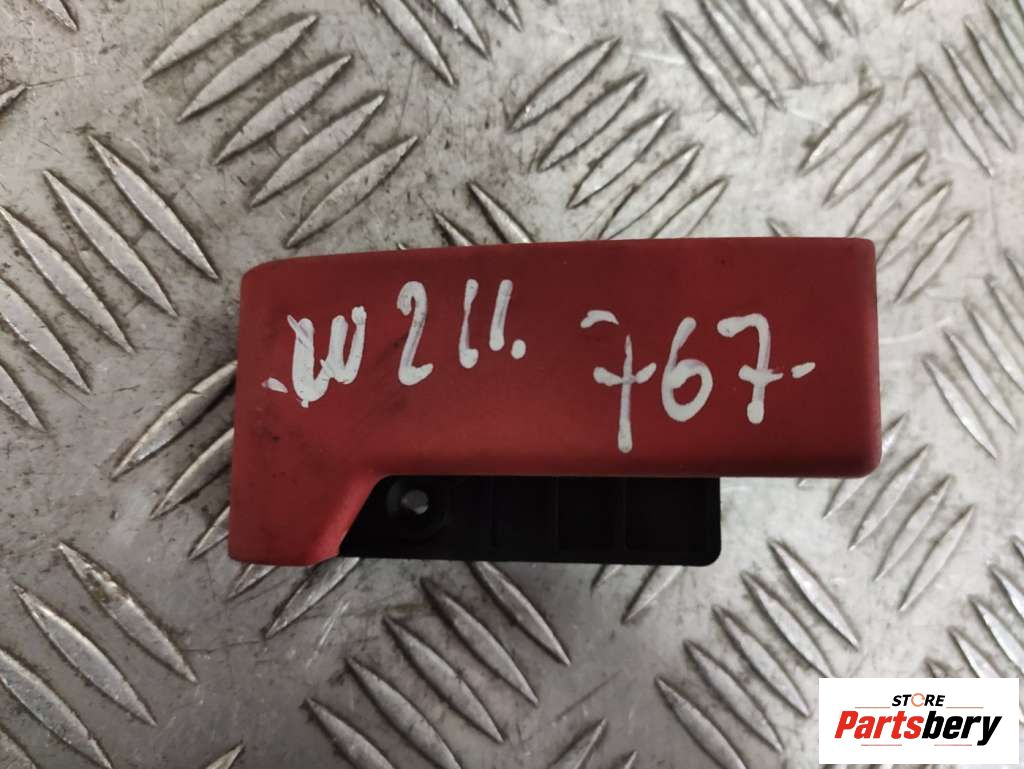 -W211. -767-
STORE
Partsbery